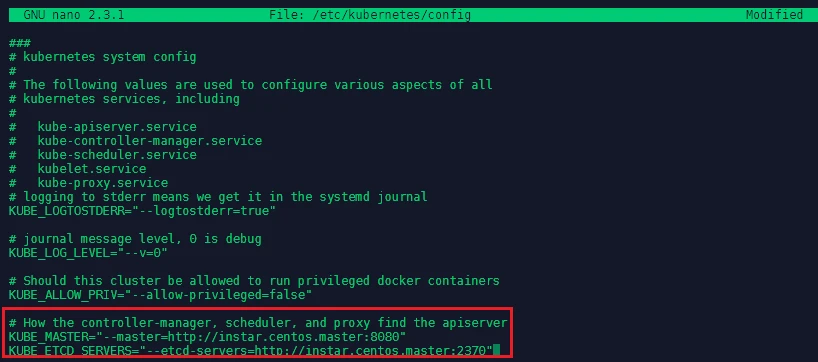 GNU nano 2.3.1 File: /etc/kubernetes/config Modified
###
# kubernetes system config
#
# The following values are used to configure various aspects of all
# kubernetes services, including
#
#   kube-apiserver.service
#   kube-controller-manager.service
#   kube-scheduler.service
#   kubelet.service
#   kube-proxy.service
# logging to stderr means we get it in the systemd journal
KUBE_LOGTOSTDERR="--logtostderr=true"
# journal message level, 0 is debug
KUBE_LOG_LEVEL="--v=0"
# Should this cluster be allowed to run privileged docker containers
KUBE_ALLOW_PRIV="--allow-privileged=false"
# How the controller-manager, scheduler, and proxy find the apiserver
KUBE_MASTER="--master=http://instar.centos.master:8080"
KUBE_ETCD_SERVERS="--etcd-servers=http://instar.centos.master:2370"